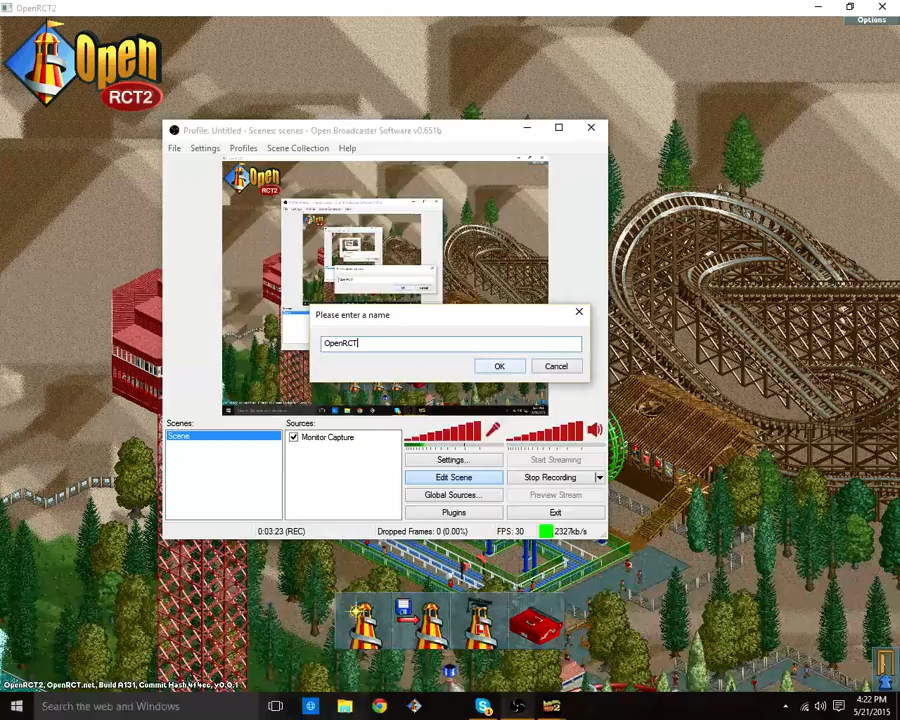 OpenRCT2
Options
Open
RCT2
Profile: Untitled - Scenes: scenes - Open Broadcaster Software v0.651b
File Settings Profiles Scene Collection Help
Open
RCT2
Please enter a name
OpenRCT
OK Cancel
Scenes: Sources:
Scene
Monitor Capture
Settings... Start Streaming
Edit Scene Stop Recording
Global Sources... Preview Stream
Plugins Exit
0:03:23 (REC) Dropped Frames: 0 (0.00%) FPS: 30 2327kb/s
Search the web and Windows
4:22 PM
5/21/2015